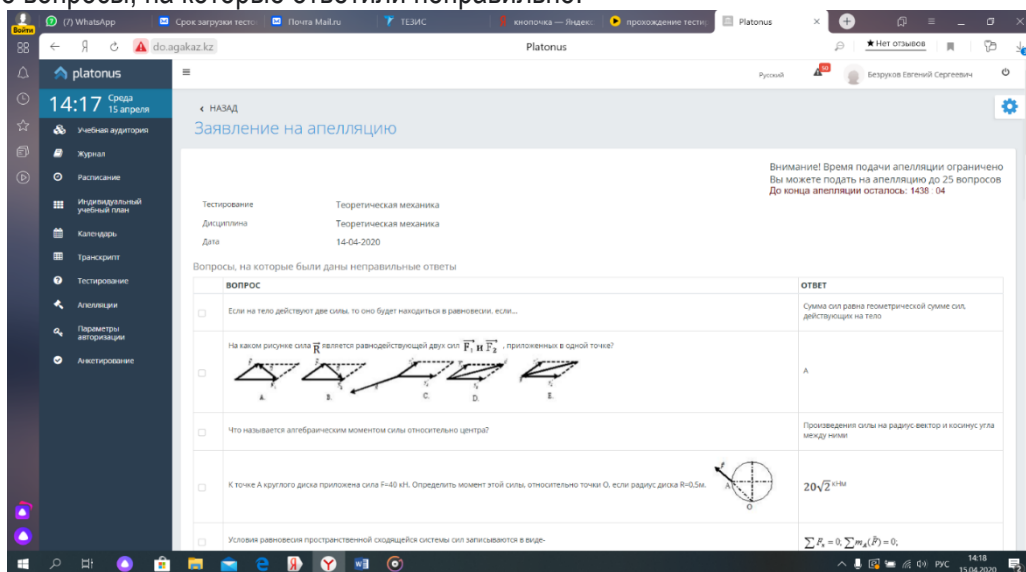 е вопросы, на которые ответили неправильно.
Войти
(7) WhatsApp
Срок загрузки тесто
Почта Mail.ru
ТЕЗИС
кнопочка — Яндекс
прохождение тести
Platonus
do.agakaz.kz
Platonus
Нет отзывов
platonus
Русский
Безруков Евгений Сергеевич
14:17 Среда
15 апреля
Учебная аудитория
Журнал
Расписание
Индивидуальный
учебный план
Календарь
Транскрипт
Тестирование
Апелляции
Параметры
авторизации
Анкетирование
НАЗАД
Заявление на апелляцию
Внимание! Время подачи апелляции ограничено
Вы можете подать на апелляцию до 25 вопросов
До конца апелляции осталось: 1438 : 04
Тестирование Теоретическая механика
Дисциплина Теоретическая механика
Дата 14-04-2020
Вопросы, на которые были даны неправильные ответы
ВОПРОС ОТВЕТ
Если на тело действуют две силы, то оно будет находиться в равновесии, если...
Сумма сил равна геометрической сумме сил,
действующих на тело
На каком рисунке сила R является равнодействующей двух сил F₁ и F₂ , приложенных в одной точке?
A. B. C. D. E.
A
Что называется алгебраическим моментом силы относительно центра?
Произведения силы на радиус-вектор и косинус угла
между ними
К точке А круглого диска приложена сила F=40 кН. Определить момент этой силы, относительно точки О, если радиус диска R=0.5м.
A
O
20√2 кНм
Условия равновесия пространственной сходящейся системы сил записываются в виде-
∑Fₓ = 0, ∑m_A(F̄) = 0;
РУС
14:18
15.04.2020